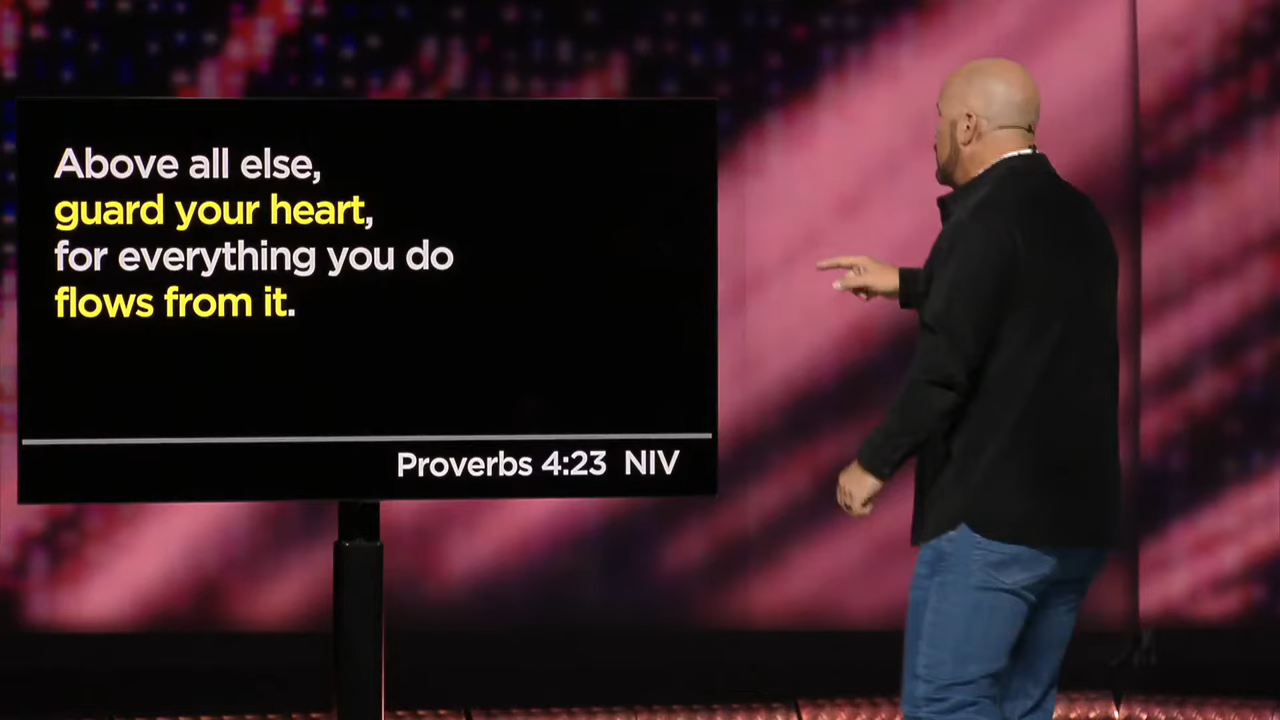 Above all else,
guard your heart,
for everything you do
flows from it.
Proverbs 4:23 NIV